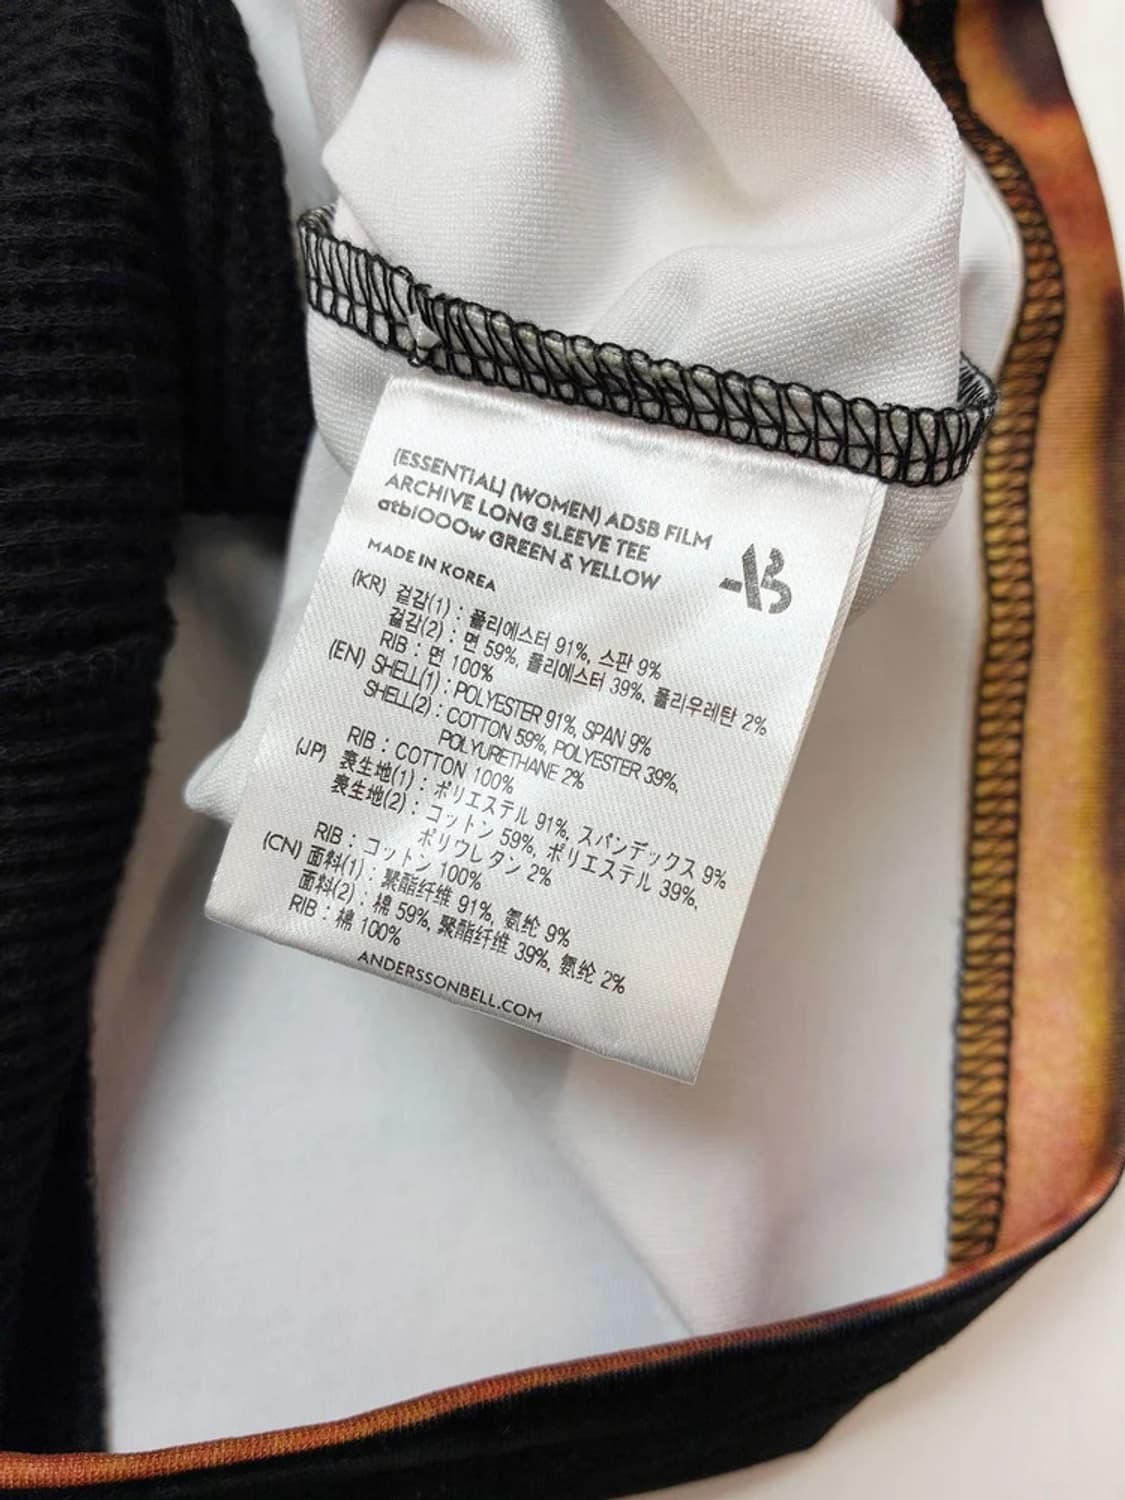 (ESSENTIAL) (WOMEN) ADSB FILM
ARCHIVE LONG SLEEVE TEE
atb1000w GREEN & YELLOW
MADE IN KOREA
(KR) 겉감(1) : 폴리에스터 91%, 스판 9%
겉감(2) : 면 59%, 폴리에스터 39%, 폴리우레탄 2%
RIB : 면 100%
(EN) SHELL(1) : POLYESTER 91%, SPAN 9%
SHELL(2) : COTTON 59%, POLYESTER 39%,
POLYURETHANE 2%
RIB : COTTON 100%
(JP) 表生地(1) : ポリエステル 91%, スパンデックス 9%
表生地(2) : コットン 59%, ポリエステル 39%,
ポリウレタン 2%
RIB : コットン 100%
(CN) 面料(1) : 聚酯纤维 91%, 氨纶 9%
面料(2) : 棉 59%, 聚酯纤维 39%, 氨纶 2%
RIB : 棉 100%
ANDERSSONBELL.COM